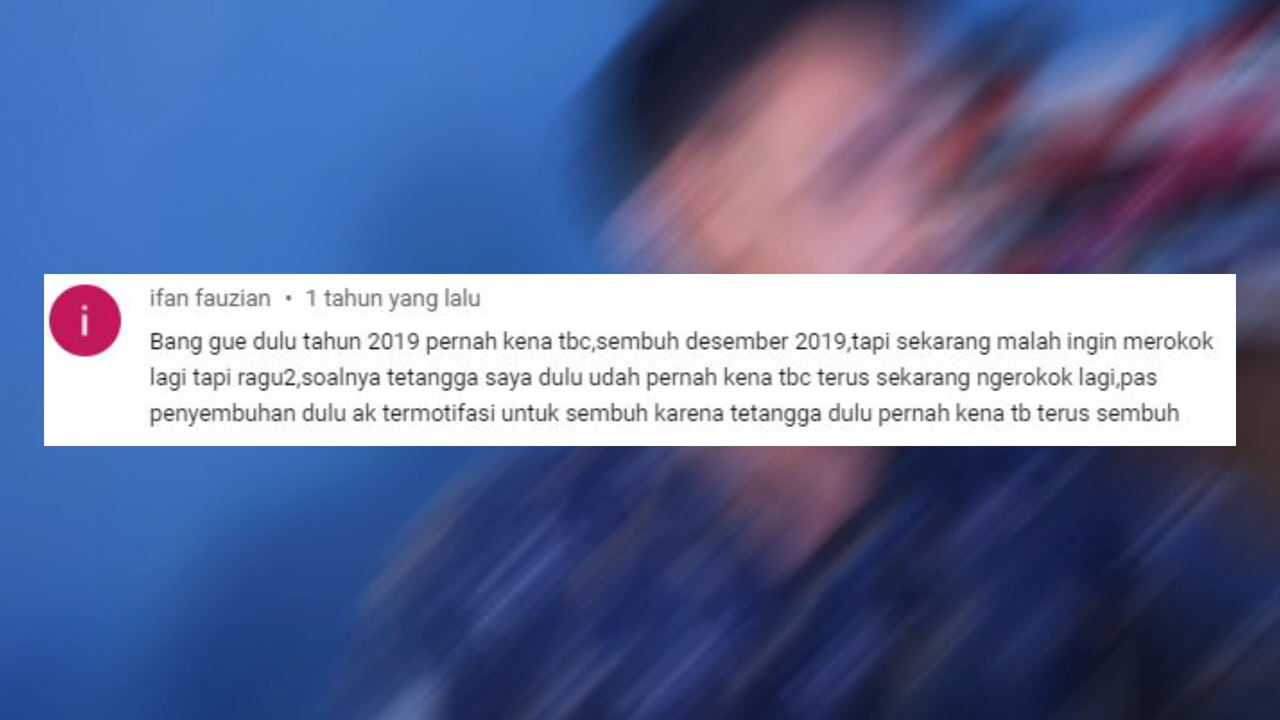 i
ifan fauzian • 1 tahun yang lalu
Bang gue dulu tahun 2019 pernah kena tbc,sembuh desember 2019,tapi sekarang malah ingin merokok
lagi tapi ragu2,soalnya tetangga saya dulu udah pernah kena tbc terus sekarang ngerokok lagi,pas
penyembuhan dulu ak termotifasi untuk sembuh karena tetangga dulu pernah kena tb terus sembuh